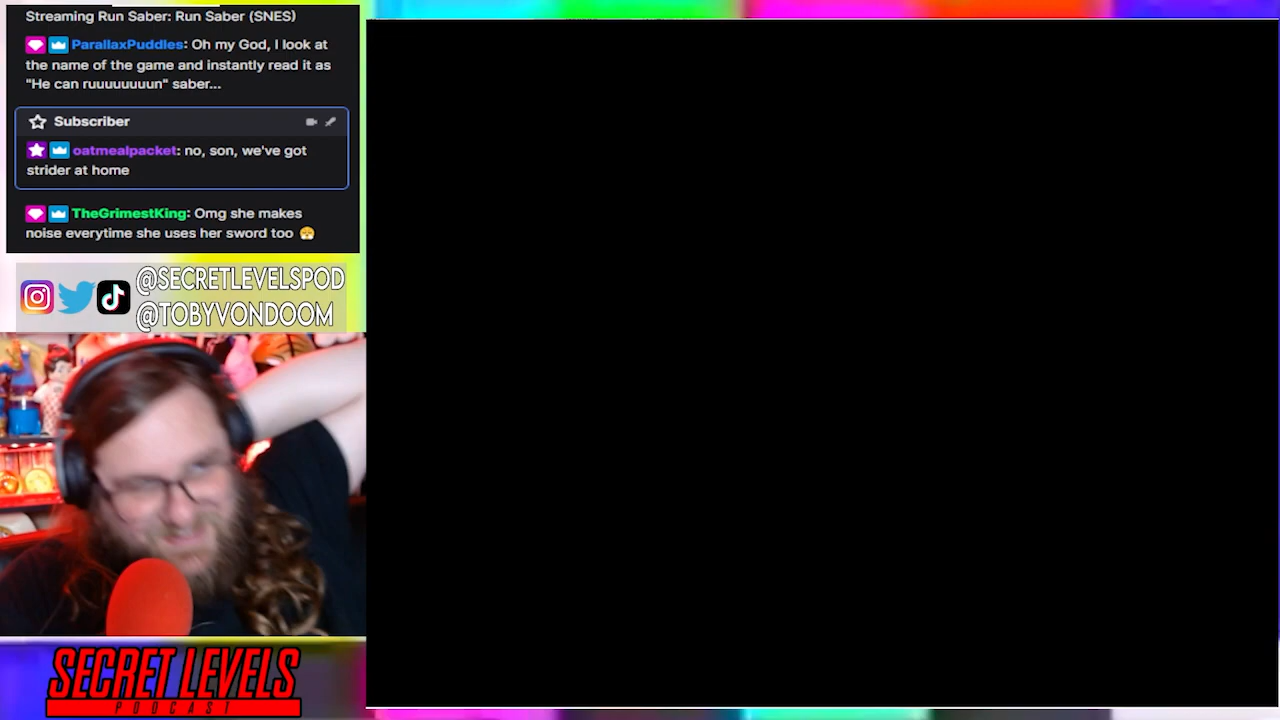 Streaming Run Saber: Run Saber (SNES)
ParallaxPuddles: Oh my God, I look at
the name of the game and instantly read it as
"He can ruuuuuuuun" saber...
Subscriber
oatmealpacket: no, son, we've got
strider at home
TheGrimestKing: Omg she makes
noise everytime she uses her sword too
@SECRETLEVELSPOD
@TOBYVONDOOM
SECRET LEVELS
PODCAST